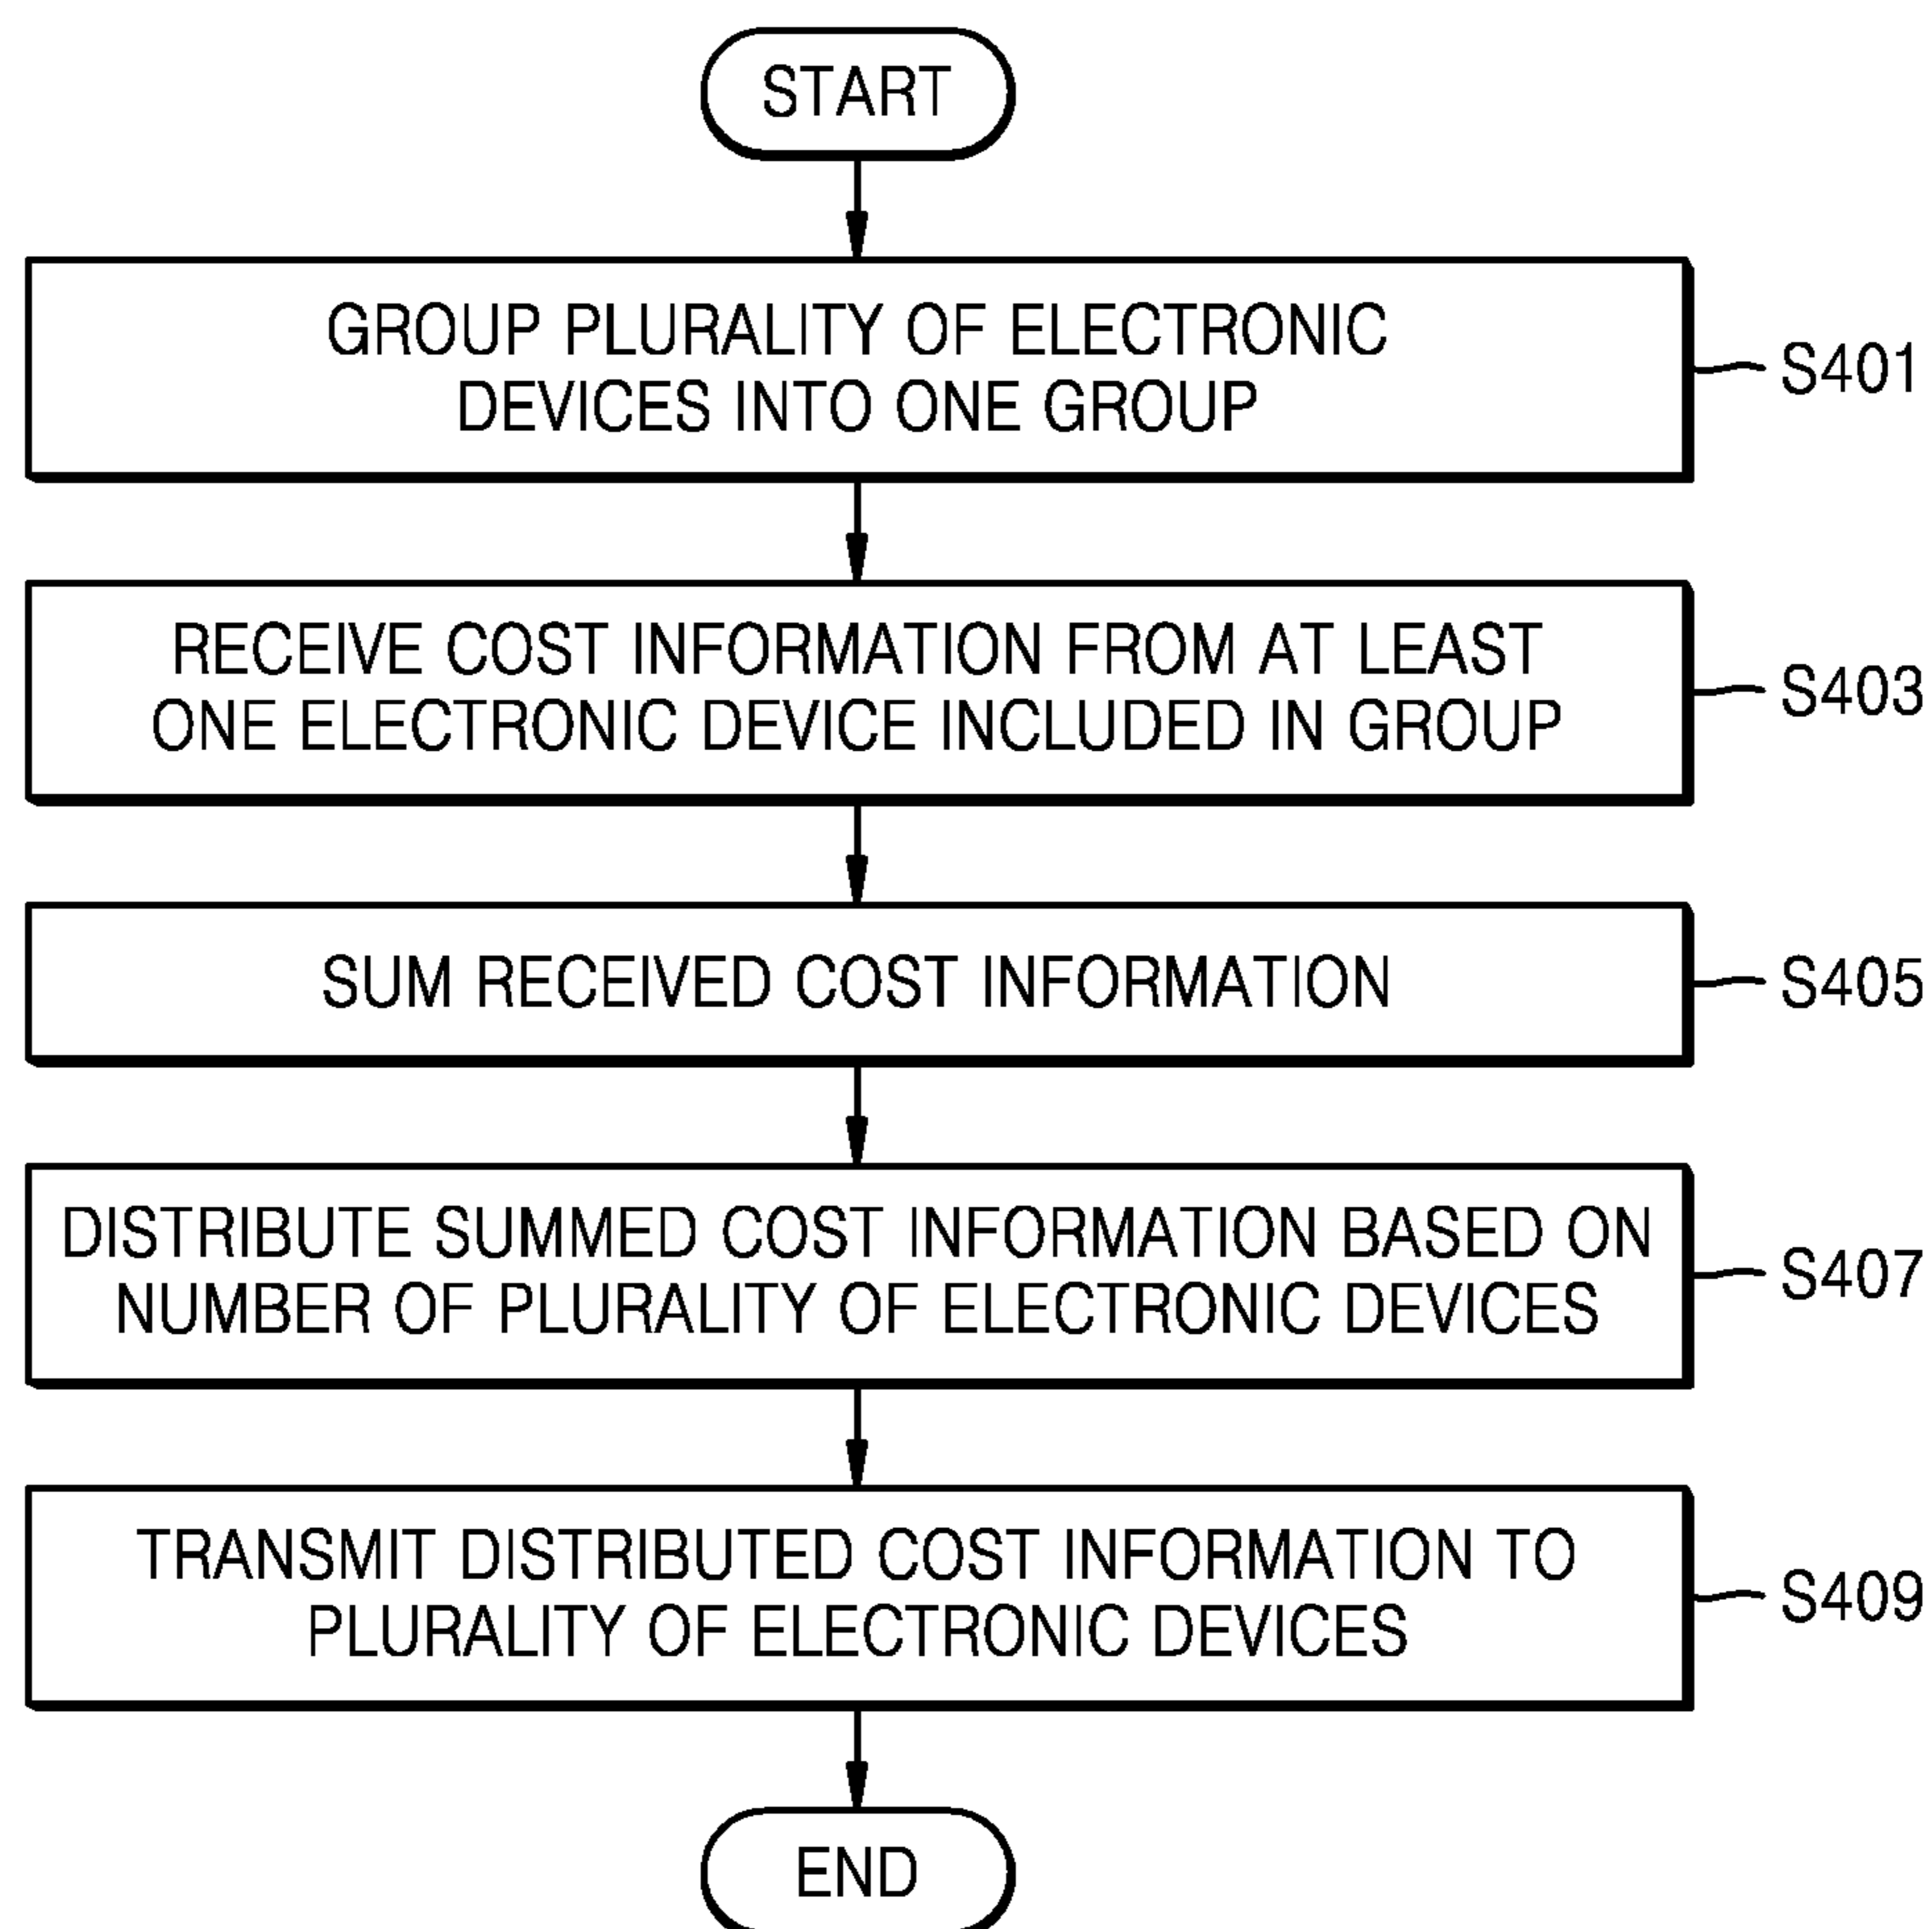 START
GROUP PLURALITY OF ELECTRONIC
DEVICES INTO ONE GROUP
S401
RECEIVE COST INFORMATION FROM AT LEAST
ONE ELECTRONIC DEVICE INCLUDED IN GROUP
S403
SUM RECEIVED COST INFORMATION
S405
DISTRIBUTE SUMMED COST INFORMATION BASED ON
NUMBER OF PLURALITY OF ELECTRONIC DEVICES
S407
TRANSMIT DISTRIBUTED COST INFORMATION TO
PLURALITY OF ELECTRONIC DEVICES
S409
END